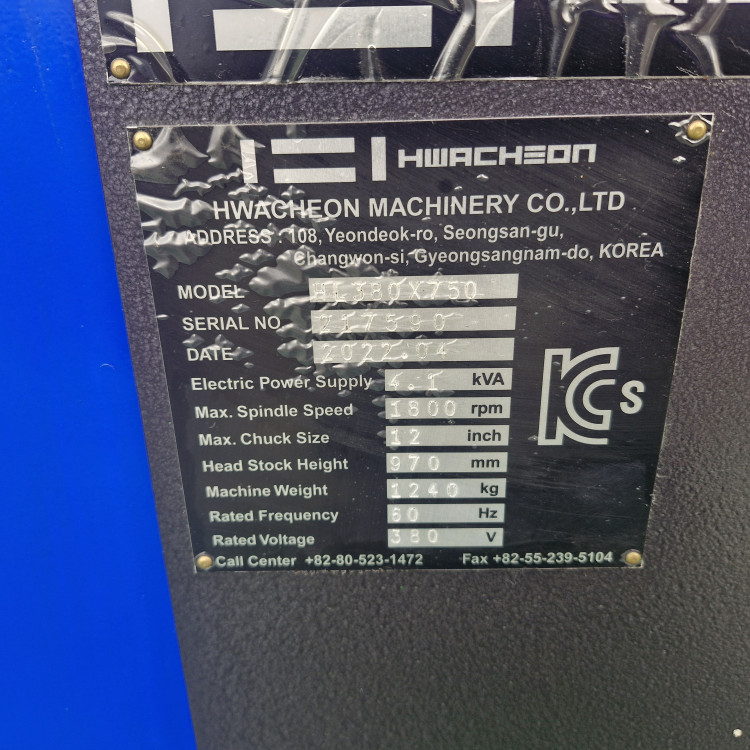 HWACHEON
HWACHEON MACHINERY CO.,LTD
ADDRESS : 108, Yeondeok-ro, Seongsan-gu,
Changwon-si, Gyeongsangnam-do, KOREA
MODEL HL380X750
SERIAL NO 217590
DATE 2022.04
Electric Power Supply 4.1 kVA
Max. Spindle Speed 1800 rpm
Max. Chuck Size 12 inch
Head Stock Height 970 mm
Machine Weight 1240 kg
Rated Frequency 60 Hz
Rated Voltage 380 V
KCs
Call Center +82-80-523-1472 Fax +82-55-239-5104